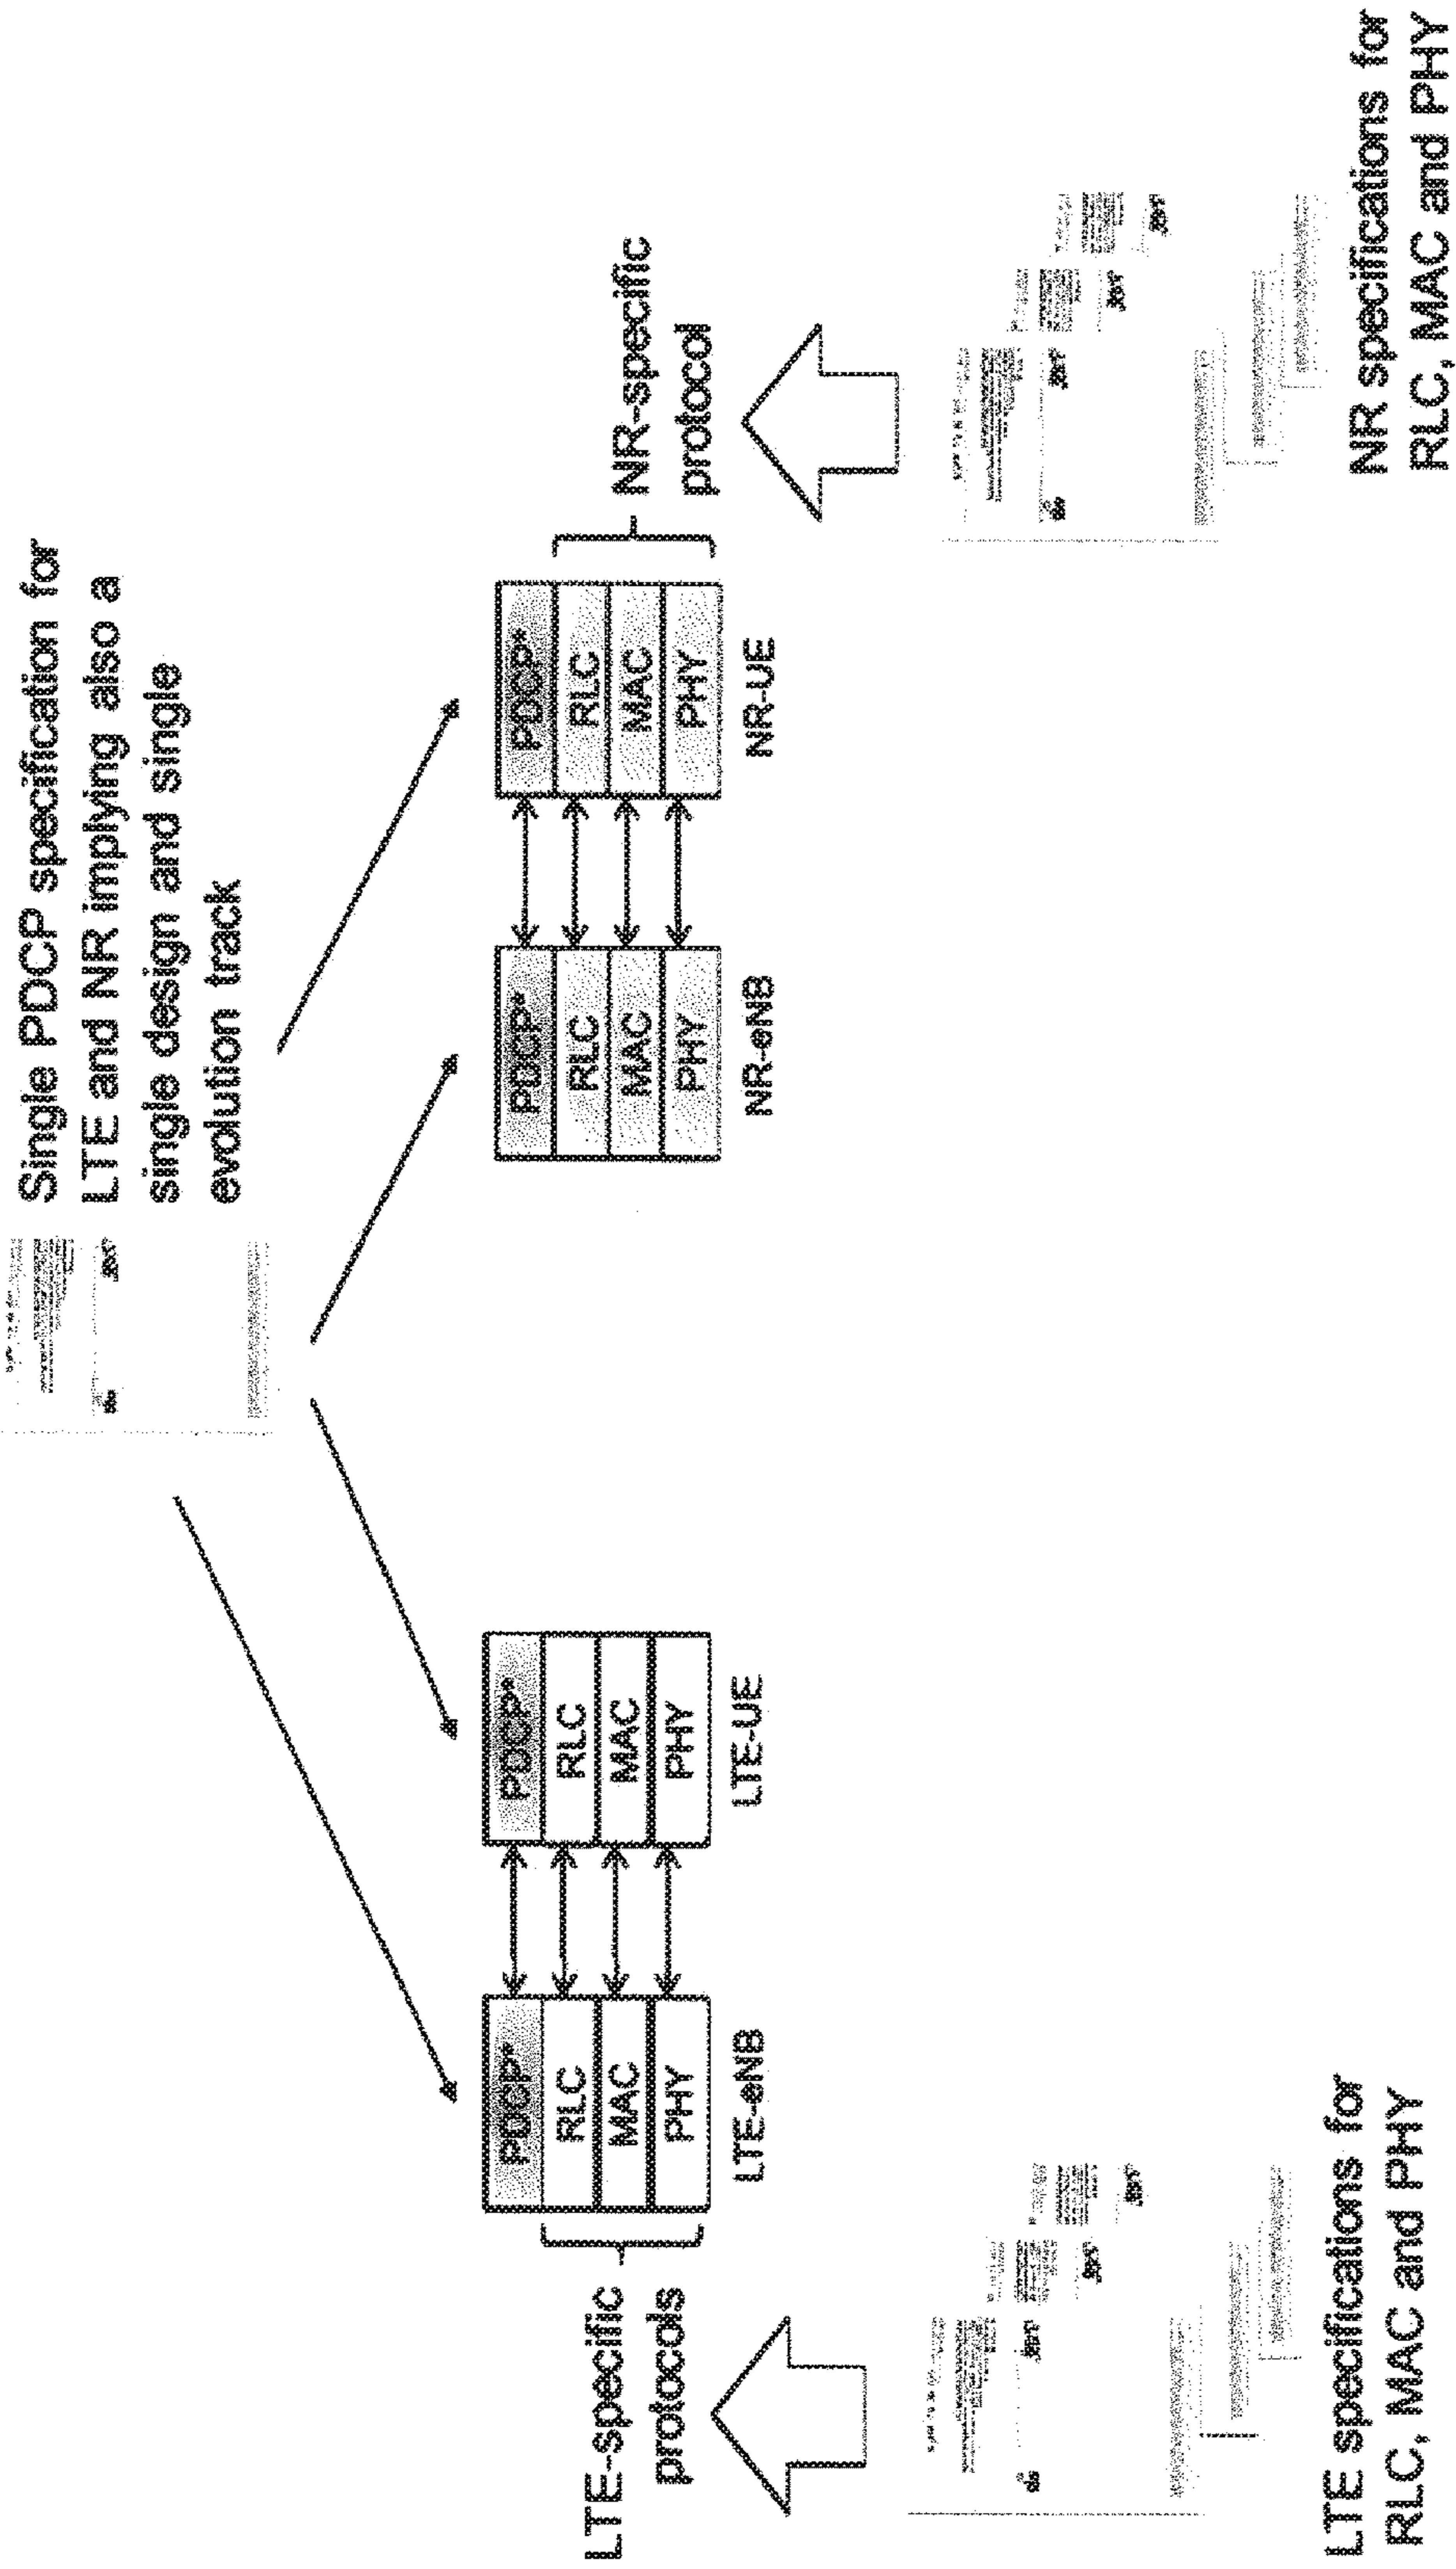 Single PDCP specification for
LTE and NR implying also a
single design and single
evolution track
LTE-specific
protocols
PDCP*
RLC
MAC
PHY
LTE-eNB
PDCP*
RLC
MAC
PHY
LTE-UE
PDCP*
RLC
MAC
PHY
NR-eNB
PDCP*
RLC
MAC
PHY
NR-UE
NR-specific
protocol
LTE specifications for
RLC, MAC and PHY
NR specifications for
RLC, MAC and PHY